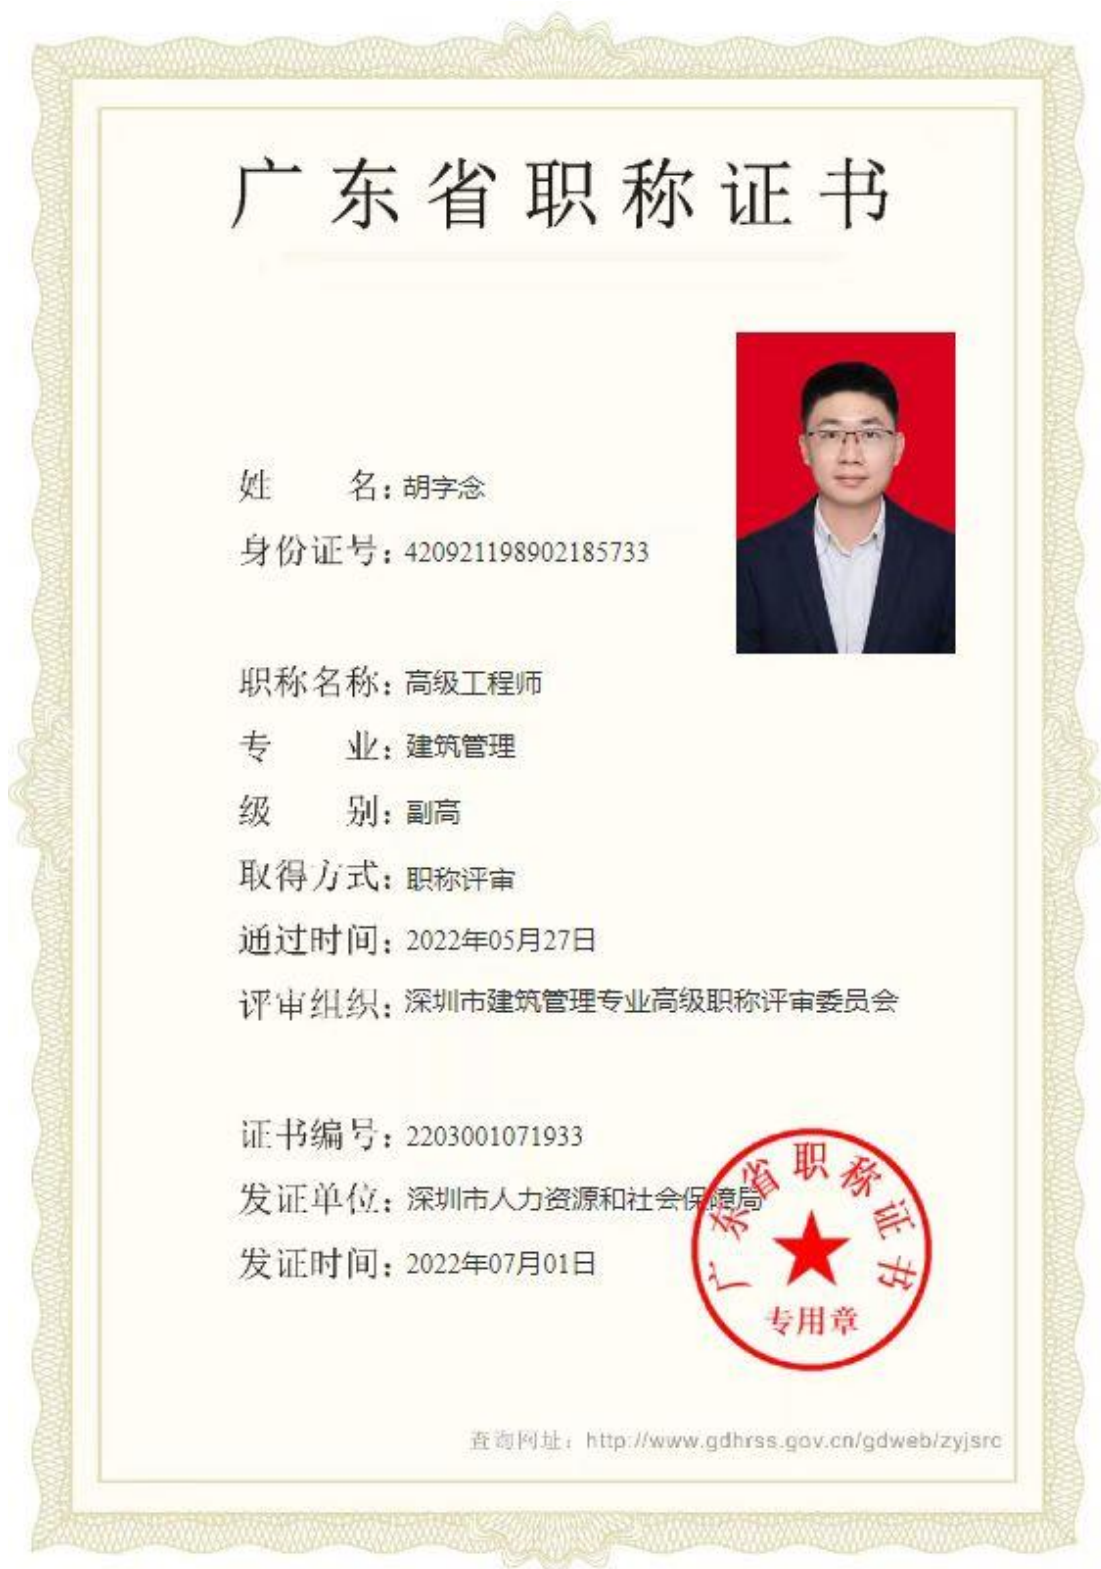 广东省职称证书
姓 名：胡字念
身份证号：420921198902185733
职称名称：高级工程师
专 业：建筑管理
级 别：副高
取得方式：职称评审
通过时间：2022年05月27日
评审组织：深圳市建筑管理专业高级职称评审委员会
证书编号：2203001071933
发证单位：深圳市人力资源和社会保障局
发证时间：2022年07月01日
广东省职称证书
专用章
查询网址：http://www.gdhrss.gov.cn/gdweb/zyjsrc